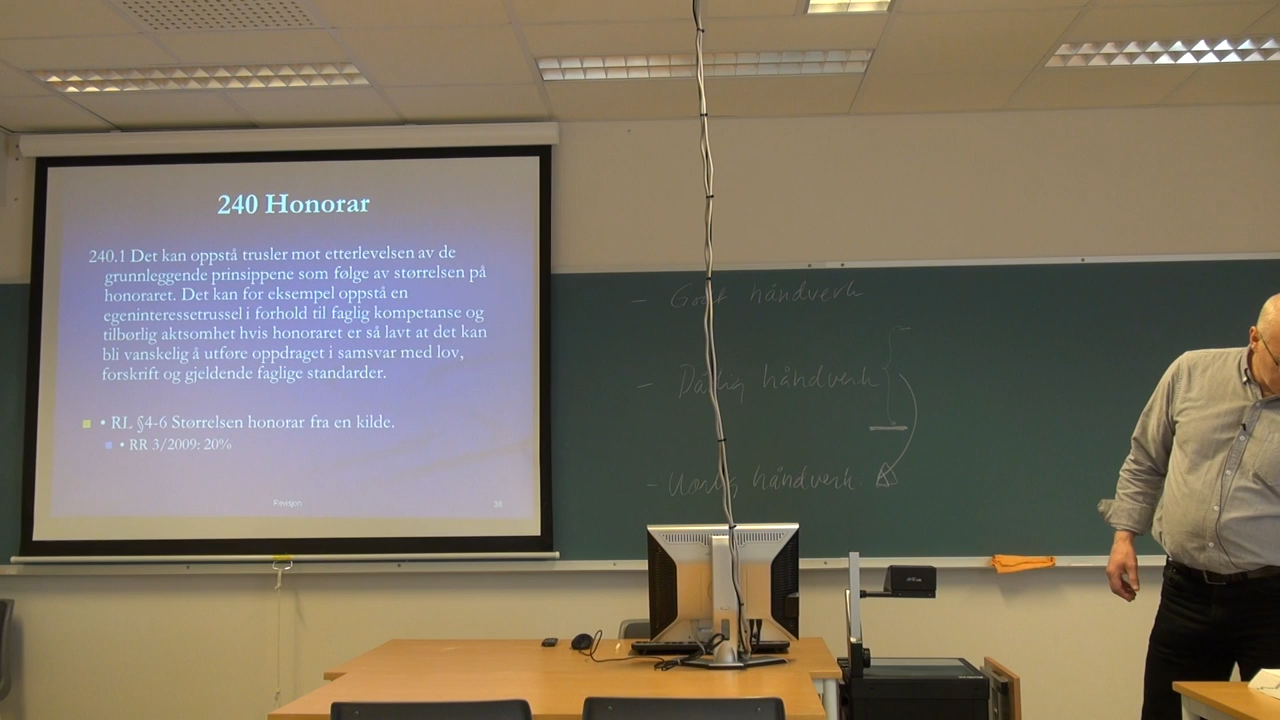 240 Honorar
240.1 Det kan oppstå trusler mot etterlevelsen av de
grunnleggende prinsippene som følge av størrelsen på
honoraret. Det kan for eksempel oppstå en
egeninteressetrussel i forhold til faglig kompetanse og
tilbørlig aktsomhet hvis honoraret er så lavt at det kan
bli vanskelig å utføre oppdraget i samsvar med lov,
forskrift og gjeldende faglige standarder.
• RL §4-6 Størrelsen honorar fra en kilde.
• RR 3/2009: 20%
Revisjon
- Godt håndverk
- Dårlig håndverk
- Uærlig håndverk.